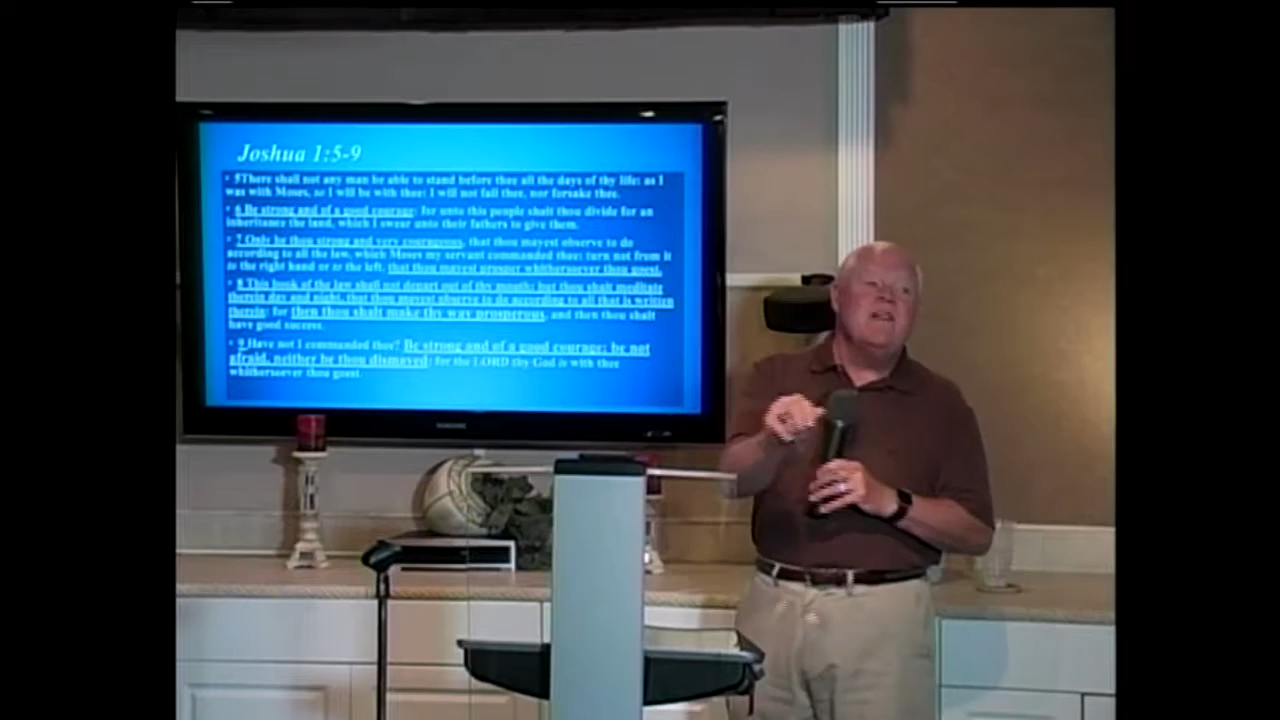 Joshua 1:5-9
• 5There shall not any man be able to stand before thee all the days of thy life: as I
was with Moses, so I will be with thee: I will not fail thee, nor forsake thee.
• 6 Be strong and of a good courage: for unto this people shalt thou divide for an
inheritance the land, which I sware unto their fathers to give them.
• 7 Only be thou strong and very courageous, that thou mayest observe to do
according to all the law, which Moses my servant commanded thee: turn not from it
to the right hand or to the left, that thou mayest prosper whithersoever thou goest.
• 8 This book of the law shall not depart out of thy mouth; but thou shalt meditate
therein day and night, that thou mayest observe to do according to all that is written
therein: for then thou shalt make thy way prosperous, and then thou shalt
have good success.
• 9 Have not I commanded thee? Be strong and of a good courage; be not
afraid, neither be thou dismayed: for the LORD thy God is with thee
whithersoever thou goest.
SAMSUNG